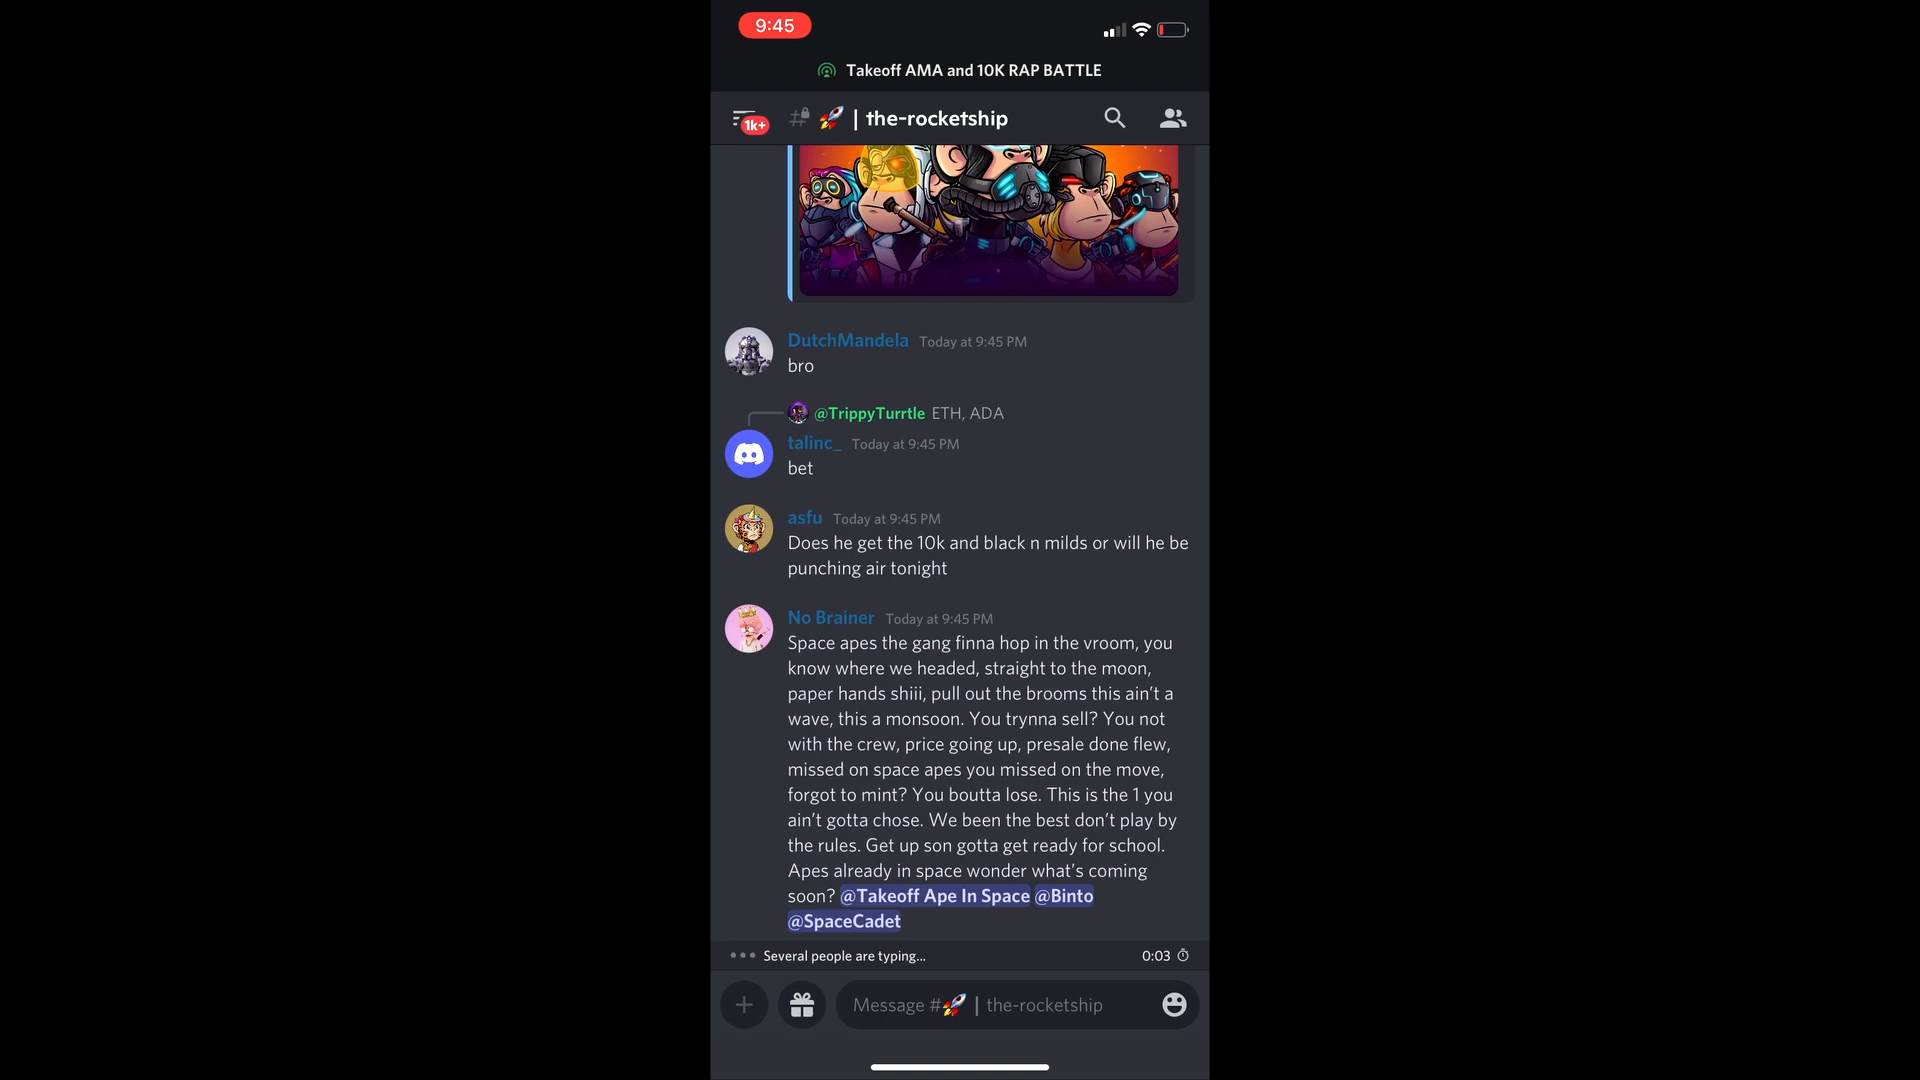 9:45
Takeoff AMA and 10K RAP BATTLE
1k+
# 🚀 | the-rocketship
DutchMandela Today at 9:45 PM
bro
@TrippyTurrtle ETH, ADA
talinc_ Today at 9:45 PM
bet
asfu Today at 9:45 PM
Does he get the 10k and black n milds or will he be
punching air tonight
No Brainer Today at 9:45 PM
Space apes the gang finna hop in the vroom, you
know where we headed, straight to the moon,
paper hands shiii, pull out the brooms this ain't a
wave, this a monsoon. You trynna sell? You not
with the crew, price going up, presale done flew,
missed on space apes you missed on the move,
forgot to mint? You boutta lose. This is the 1 you
ain't gotta chose. We been the best don't play by
the rules. Get up son gotta get ready for school.
Apes already in space wonder what's coming
soon? @Takeoff Ape In Space @Binto
@SpaceCadet
Several people are typing... 0:03
Message #🚀 | the-rocketship